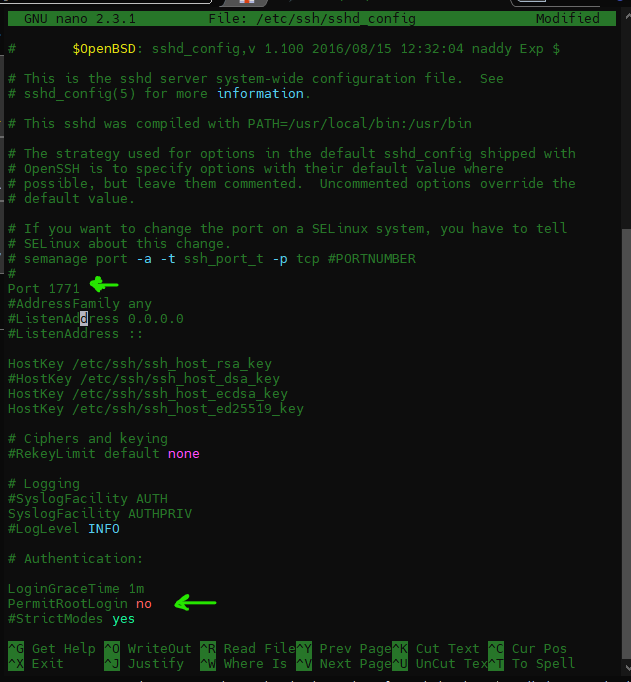 GNU nano 2.3.1 File: /etc/ssh/sshd_config Modified
# $OpenBSD: sshd_config,v 1.100 2016/08/15 12:32:04 naddy Exp $
# This is the sshd server system-wide configuration file. See
# sshd_config(5) for more information.
# This sshd was compiled with PATH=/usr/local/bin:/usr/bin
# The strategy used for options in the default sshd_config shipped with
# OpenSSH is to specify options with their default value where
# possible, but leave them commented. Uncommented options override the
# default value.
# If you want to change the port on a SELinux system, you have to tell
# SELinux about this change.
# semanage port -a -t ssh_port_t -p tcp #PORTNUMBER
#
Port 1771
#AddressFamily any
#ListenAddress 0.0.0.0
#ListenAddress ::
HostKey /etc/ssh/ssh_host_rsa_key
#HostKey /etc/ssh/ssh_host_dsa_key
HostKey /etc/ssh/ssh_host_ecdsa_key
HostKey /etc/ssh/ssh_host_ed25519_key
# Ciphers and keying
#RekeyLimit default none
# Logging
#SyslogFacility AUTH
SyslogFacility AUTHPRIV
#LogLevel INFO
# Authentication:
LoginGraceTime 1m
PermitRootLogin no
#StrictModes yes
^G Get Help ^O WriteOut ^R Read File ^Y Prev Page ^K Cut Text ^C Cur Pos
^X Exit ^J Justify ^W Where Is ^V Next Page ^U UnCut Tex ^T To Spell